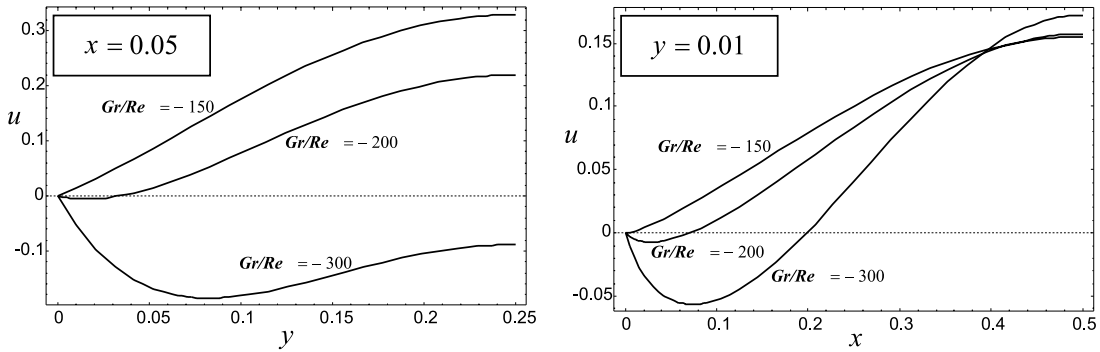 x = 0.05
0.3
0.2
u
0.1
0
-0.1
Gr/Re = – 150
Gr/Re = – 200
Gr/Re = – 300
0 0.05 0.1 0.15 0.2 0.25
y
y = 0.01
0.15
0.1
u
0.05
0
-0.05
Gr/Re = – 150
Gr/Re = – 200
Gr/Re = – 300
0 0.1 0.2 0.3 0.4 0.5
x